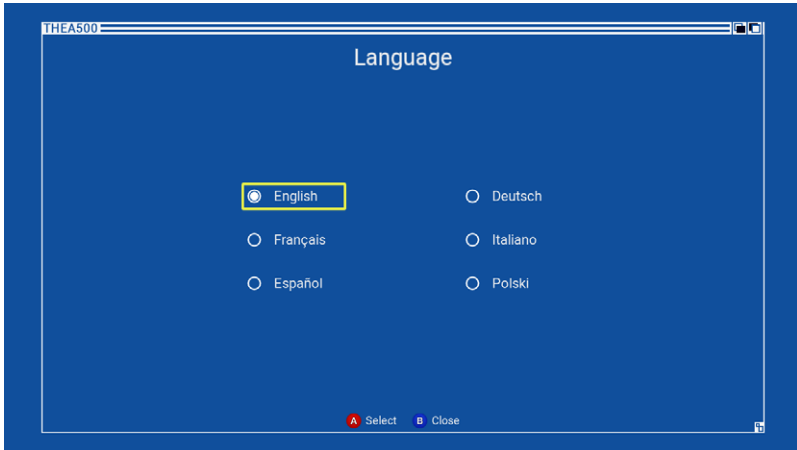 THEA500
Language
English Deutsch
Français Italiano
Español Polski
A Select B Close